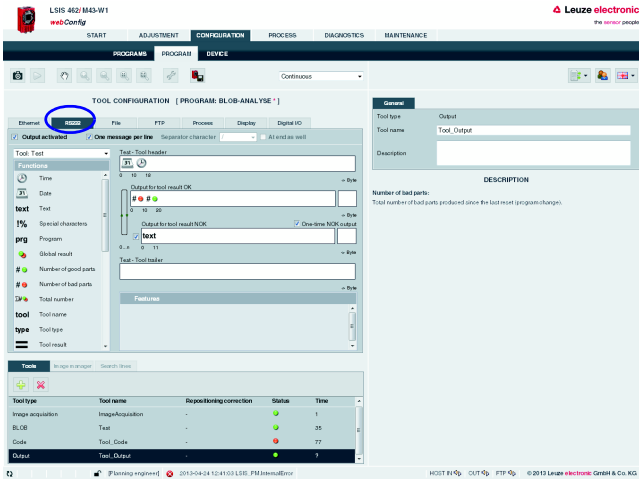 LSIS 462i M43-W1
webConfig
Leuze electronic
the sensor people
START ADJUSTMENT CONFIGURATION PROCESS DIAGNOSTICS MAINTENANCE
PROGRAMS PROGRAM DEVICE
Continuous
TOOL CONFIGURATION [ PROGRAM: BLOB-ANALYSE * ]
Ethernet RS232 File FTP Process Display Digital I/O
Output activated One message per line Separator character / At end as well
Tool: Test
Functions
Time
31 Date
text Text
!% Special characters
prg Program
Global result
# Number of good parts
# Number of bad parts
Σ# Total number
tool Tool name
type Tool type
Tool result
Test - Tool header
31
0 10 18
-> Byte
Output for tool result OK
# #
0 10 20
-> Byte
Output for tool result NOK One-time NOK output
text
0...n 0 11
-> Byte
Test - Tool trailer
-> Byte
Features
General
Tool type Output
Tool name Tool_Output
Description
DESCRIPTION
Number of bad parts:
Total number of bad parts produced since the last reset (program change).
Tools Image manager Search lines
Tool type Tool name Repositioning correction Status Time
Image acquisition ImageAcquisition - 1
BLOB Test - 35
Code Tool_Code - 77
Output Tool_Output - ?
[Planning engineer] 2013-04-24 12:41:03 LSIS_PM.InternalError
HOST IN OUT FTP © 2013 Leuze electronic GmbH & Co. KG